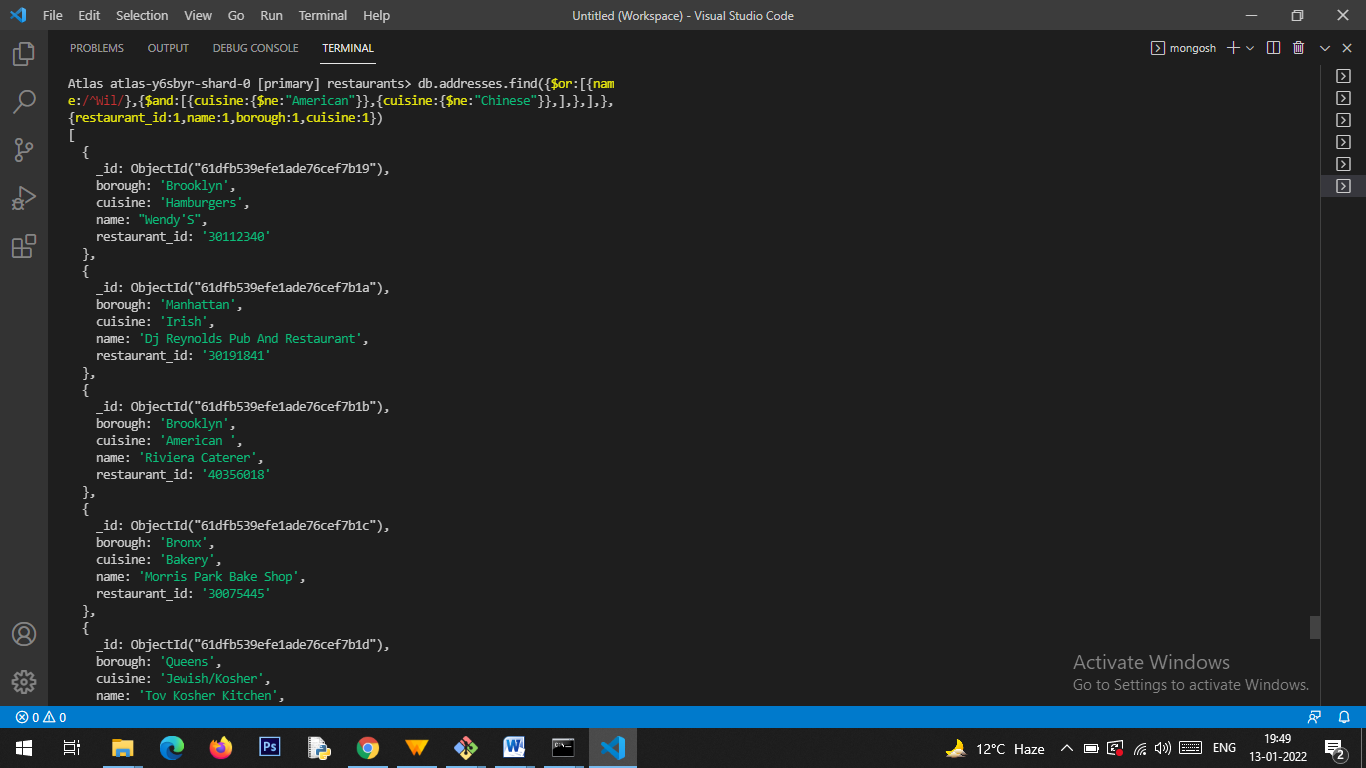 File Edit Selection View Go Run Terminal Help Untitled (Workspace) - Visual Studio Code
PROBLEMS OUTPUT DEBUG CONSOLE TERMINAL mongosh
Atlas atlas-y6sbyr-shard-0 [primary] restaurants> db.addresses.find({$or:[{nam
e:/^Wil/},{$and:[{cuisine:{$ne:"American"}},{cuisine:{$ne:"Chinese"}},],},],},
{restaurant_id:1,name:1,borough:1,cuisine:1})
[
{
_id: ObjectId("61dfb539efe1ade76cef7b19"),
borough: 'Brooklyn',
cuisine: 'Hamburgers',
name: "Wendy'S",
restaurant_id: '30112340'
},
{
_id: ObjectId("61dfb539efe1ade76cef7b1a"),
borough: 'Manhattan',
cuisine: 'Irish',
name: 'Dj Reynolds Pub And Restaurant',
restaurant_id: '30191841'
},
{
_id: ObjectId("61dfb539efe1ade76cef7b1b"),
borough: 'Brooklyn',
cuisine: 'American ',
name: 'Riviera Caterer',
restaurant_id: '40356018'
},
{
_id: ObjectId("61dfb539efe1ade76cef7b1c"),
borough: 'Bronx',
cuisine: 'Bakery',
name: 'Morris Park Bake Shop',
restaurant_id: '30075445'
},
{
_id: ObjectId("61dfb539efe1ade76cef7b1d"),
borough: 'Queens',
cuisine: 'Jewish/Kosher',
name: 'Tov Kosher Kitchen',
Activate Windows
Go to Settings to activate Windows.
0 0
Ps
W
12°C Haze ENG 19:49
13-01-2022
2